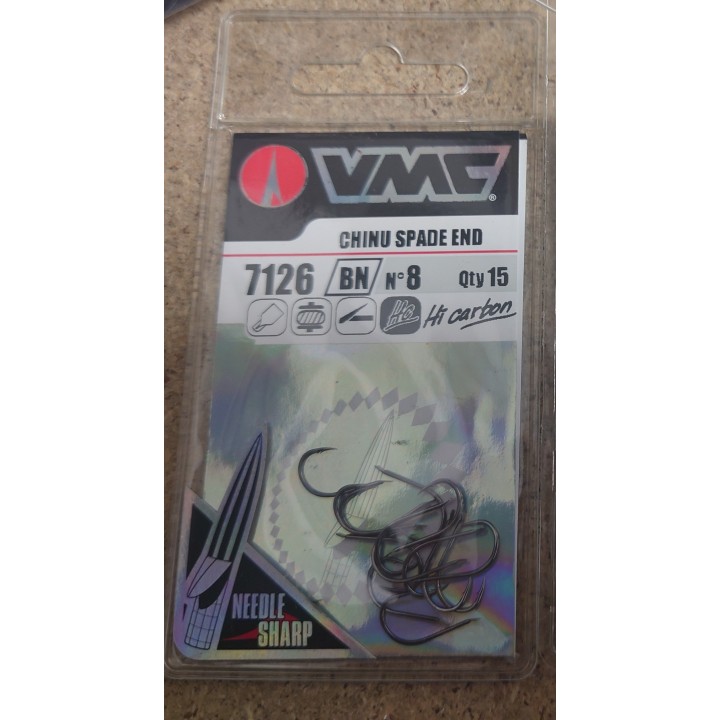 VMC®
CHINU SPADE END
7126 BN N°8 Qty 15
Hi carbon
NEEDLE
SHARP